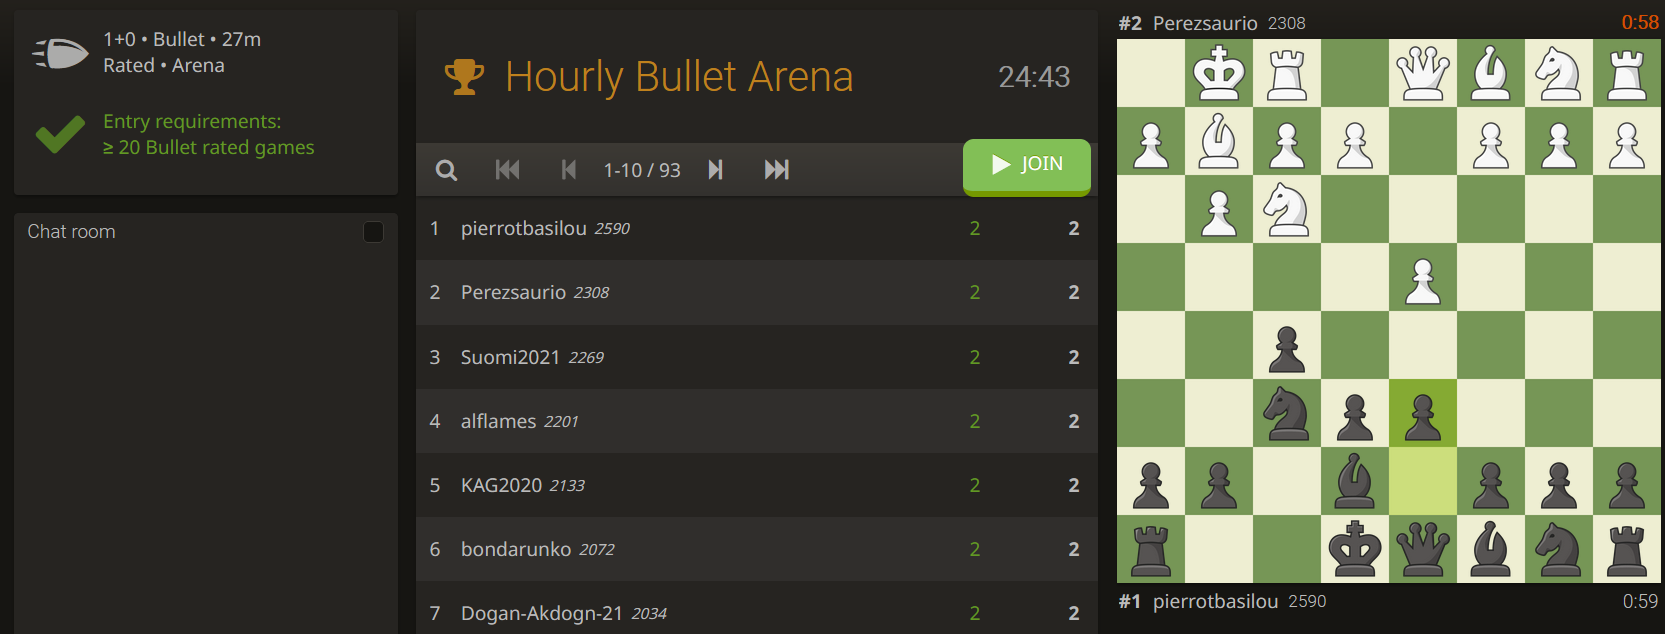 1+0 • Bullet • 27m
Rated • Arena
Entry requirements:
≥ 20 Bullet rated games
Chat room
Hourly Bullet Arena 24:43
1-10 / 93 JOIN
1 pierrotbasilou 2590 2 2
2 Perezsaurio 2308 2 2
3 Suomi2021 2269 2 2
4 alflames 2201 2 2
5 KAG2020 2133 2 2
6 bondarunko 2072 2 2
7 Dogan-Akdogn-21 2034 2 2
#2 Perezsaurio 2308 0:58
#1 pierrotbasilou 2590 0:59